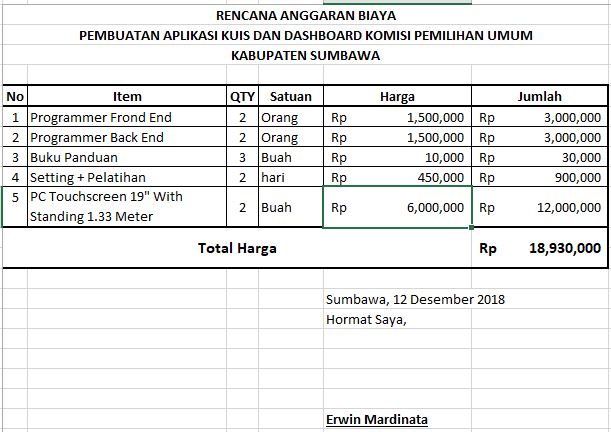 RENCANA ANGGARAN BIAYA
PEMBUATAN APLIKASI KUIS DAN DASHBOARD KOMISI PEMILIHAN UMUM
KABUPATEN SUMBAWA
No Item QTY Satuan Harga Jumlah
1 Programmer Frond End 2 Orang Rp 1,500,000 Rp 3,000,000
2 Programmer Back End 2 Orang Rp 1,500,000 Rp 3,000,000
3 Buku Panduan 3 Buah Rp 10,000 Rp 30,000
4 Setting + Pelatihan 2 hari Rp 450,000 Rp 900,000
5 PC Touchscreen 19" With
Standing 1.33 Meter 2 Buah Rp 6,000,000 Rp 12,000,000
Total Harga Rp 18,930,000
Sumbawa, 12 Desember 2018
Hormat Saya,
Erwin Mardinata